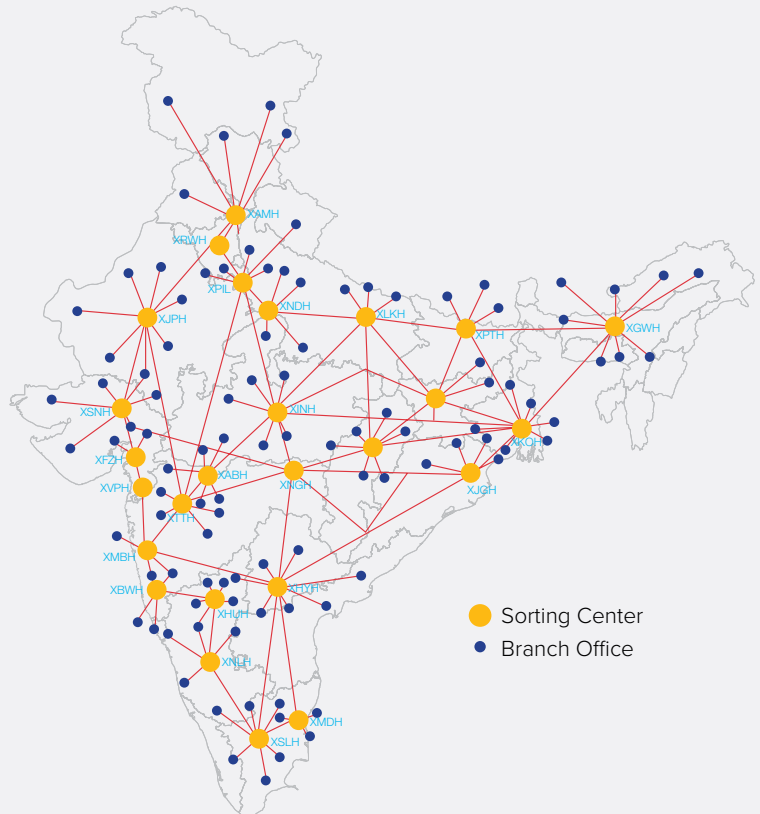 XAMH
XRWH
XPIL
XNDH
XJPH
XLKH
XPTH
XGWH
XSNH
XINH
XKOH
XFZH
XABH
XNGH
XJGH
XVPH
XTTH
XMBH
XBWH
XHYH
XHUH
Sorting Center
Branch Office
XNLH
XMDH
XSLH